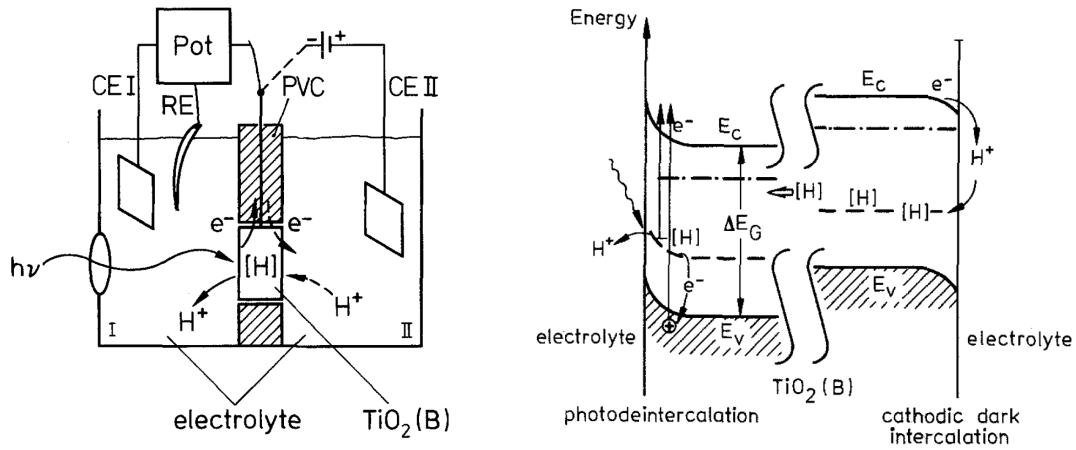 Pot
- +
CE I
CE II
RE
PVC
e⁻ e⁻
hν
[H]
H⁺ H⁺
I II
electrolyte
TiO₂(B)
Energy
e⁻
E_C
E_C
e⁻
H⁺
[H]
[H]
[H]
ΔE_G
H⁺
[H]
e⁻
E_V
E_V
electrolyte
electrolyte
TiO₂(B)
photodeintercalation
cathodic dark
intercalation